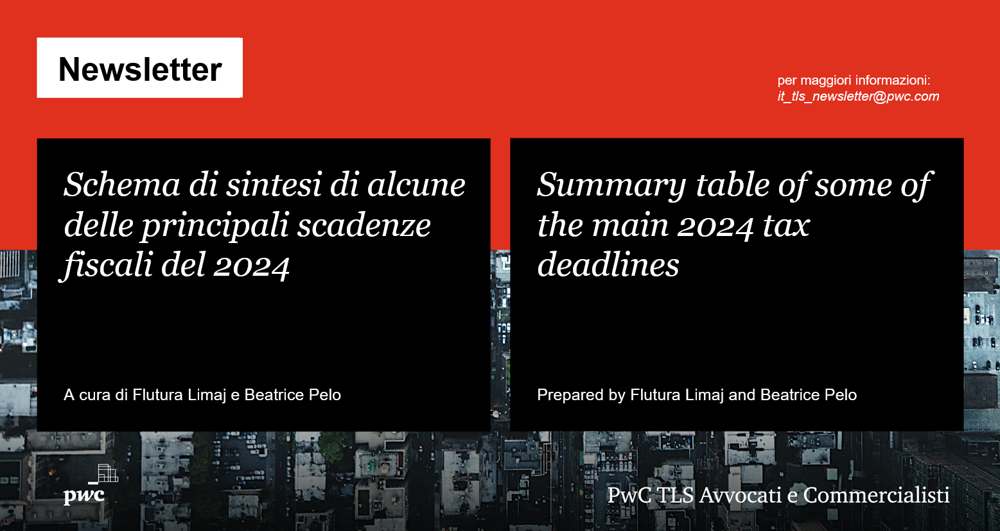 Newsletter
per maggiori informazioni:
it_tls_newsletter@pwc.com
Schema di sintesi di alcune
delle principali scadenze
fiscali del 2024
A cura di Flutura Limaj e Beatrice Pelo
Summary table of some of
the main 2024 tax
deadlines
Prepared by Flutura Limaj and Beatrice Pelo
pwc
PwC TLS Avvocati e Commercialisti